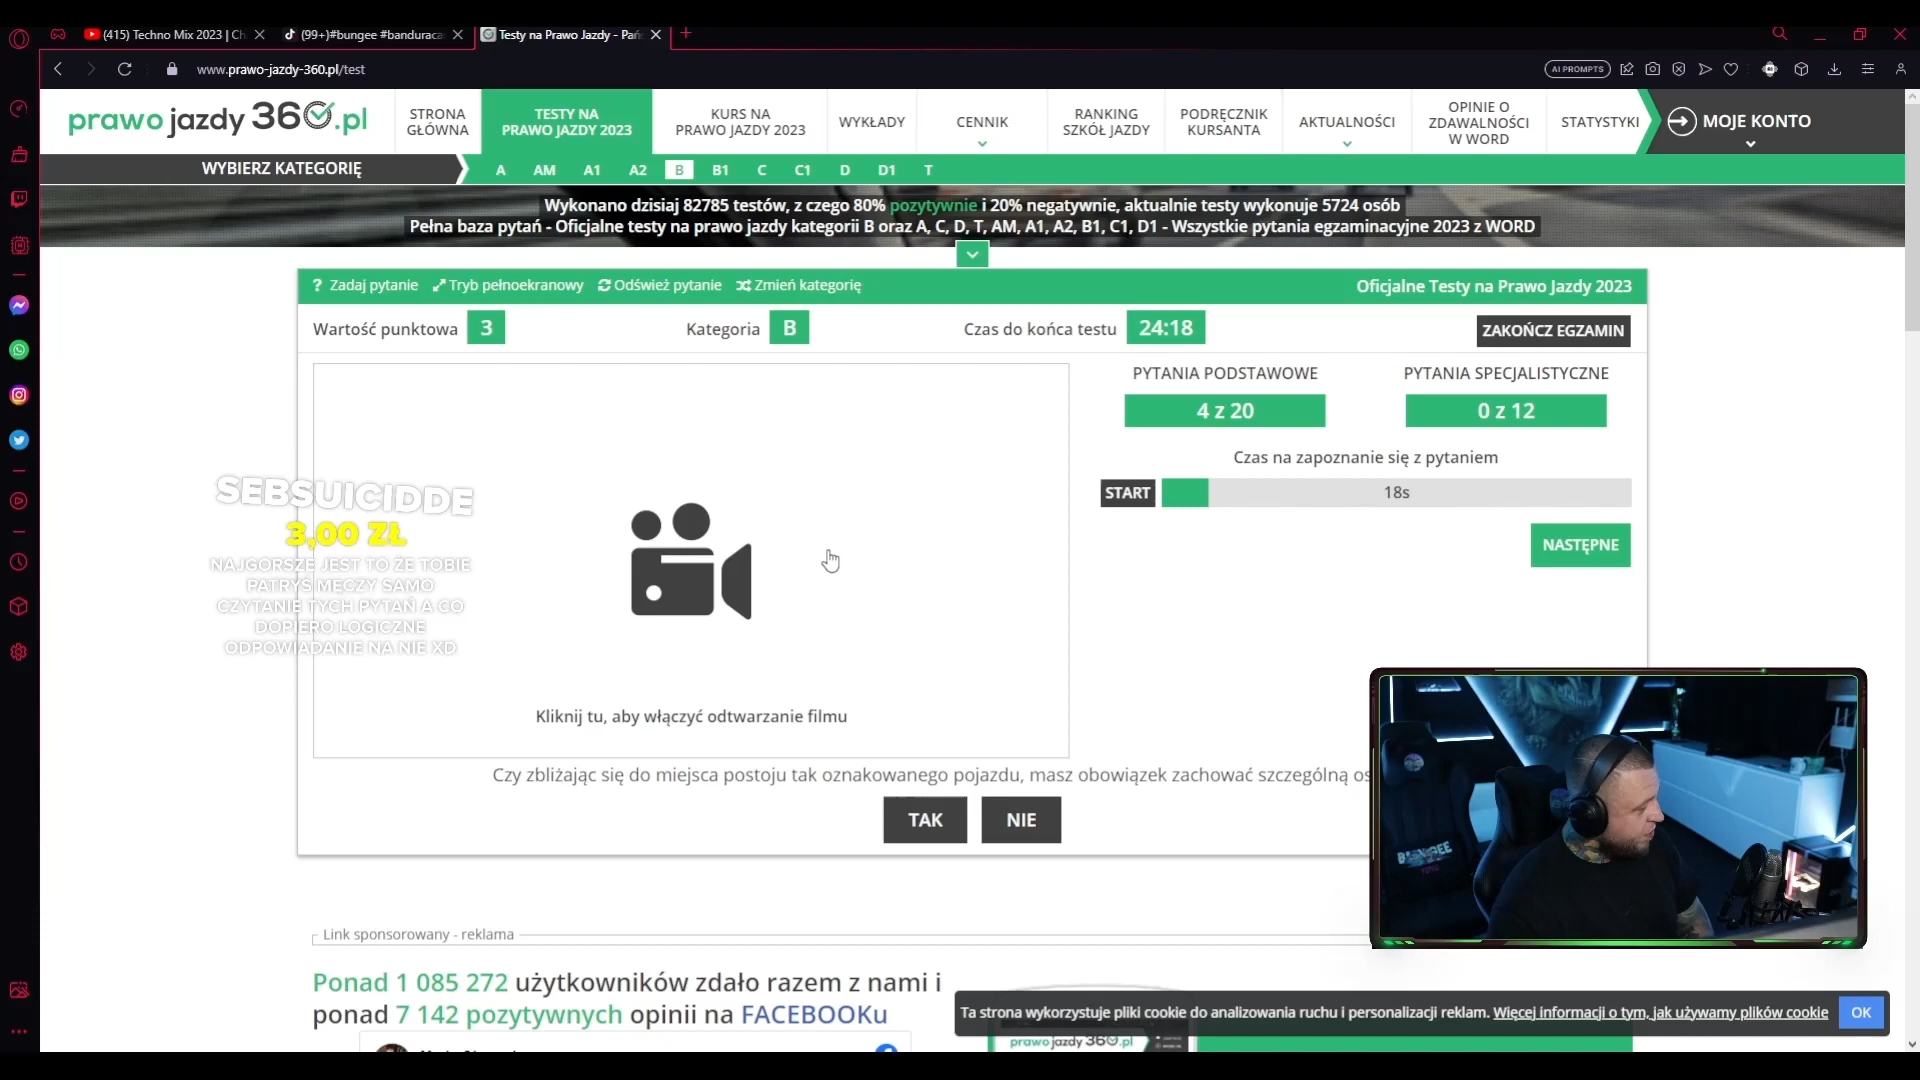 (415) Techno Mix 2023 | Ch
(99+)#bungee #banduraca
Testy na Prawo Jazdy - Pań
www.prawo-jazdy-360.pl/test
AI PROMPTS
prawo jazdy 360.pl
STRONA GŁÓWNA
TESTY NA PRAWO JAZDY 2023
KURS NA PRAWO JAZDY 2023
WYKŁADY
CENNIK
RANKING SZKÓŁ JAZDY
PODRĘCZNIK KURSANTA
AKTUALNOŚCI
OPINIE O ZDAWALNOŚCI W WORD
STATYSTYKI
MOJE KONTO
WYBIERZ KATEGORIĘ
A AM A1 A2 B B1 C C1 D D1 T
Wykonano dzisiaj 82785 testów, z czego 80% pozytywnie i 20% negatywnie, aktualnie testy wykonuje 5724 osób
Pełna baza pytań - Oficjalne testy na prawo jazdy kategorii B oraz A, C, D, T, AM, A1, A2, B1, C1, D1 - Wszystkie pytania egzaminacyjne 2023 z WORD
? Zadaj pytanie Tryb pełnoekranowy Odśwież pytanie Zmień kategorię
Oficjalne Testy na Prawo Jazdy 2023
Wartość punktowa 3
Kategoria B
Czas do końca testu 24:18
ZAKOŃCZ EGZAMIN
PYTANIA PODSTAWOWE
PYTANIA SPECJALISTYCZNE
4 z 20
0 z 12
Czas na zapoznanie się z pytaniem
START
18s
NASTĘPNE
SEBSUICIDDE
3,00 ZŁ
NAJGORSZE JEST TO ŻE TOBIE
PATRYŚ MĘCZY SAMO
CZYTANIE TYCH PYTAŃ A CO
DOPIERO LOGICZNE
ODPOWIADANIE NA NIE XD
Kliknij tu, aby włączyć odtwarzanie filmu
Czy zbliżając się do miejsca postoju tak oznakowanego pojazdu, masz obowiązek zachować szczególną os
TAK
NIE
BUNGEE
Link sponsorowany - reklama
Ponad 1 085 272 użytkowników zdało razem z nami i
ponad 7 142 pozytywnych opinii na FACEBOOKu
Ta strona wykorzystuje pliki cookie do analizowania ruchu i personalizacji reklam. Więcej informacji o tym, jak używamy plików cookie
OK
prawo jazdy 360.pl